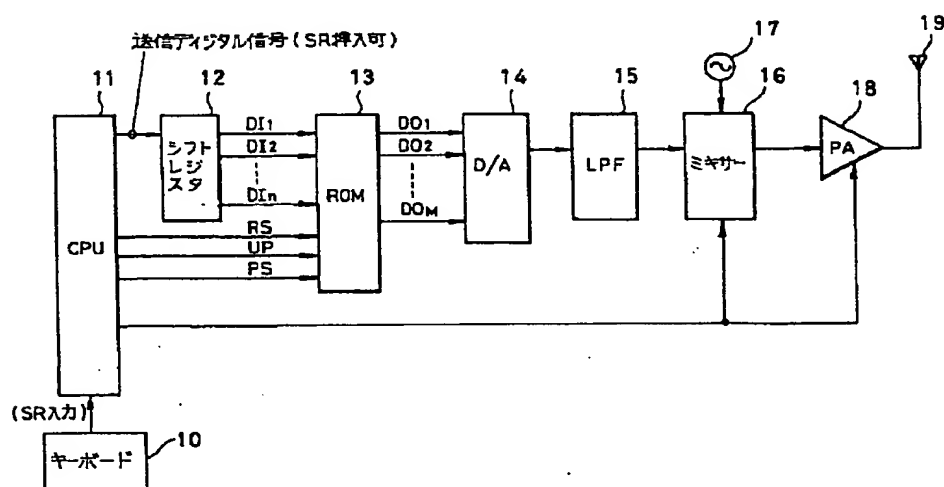 送信ディジタル信号(SR挿入可)
11
12
13
14
15
16
17
18
19
CPU
シフト
レジ
スタ
DI1
DI2
DIn
RS
UP
PS
ROM
DO1
DO2
DOM
D/A
LPF
ミキサー
PA
(SR入力)
キーボード
10